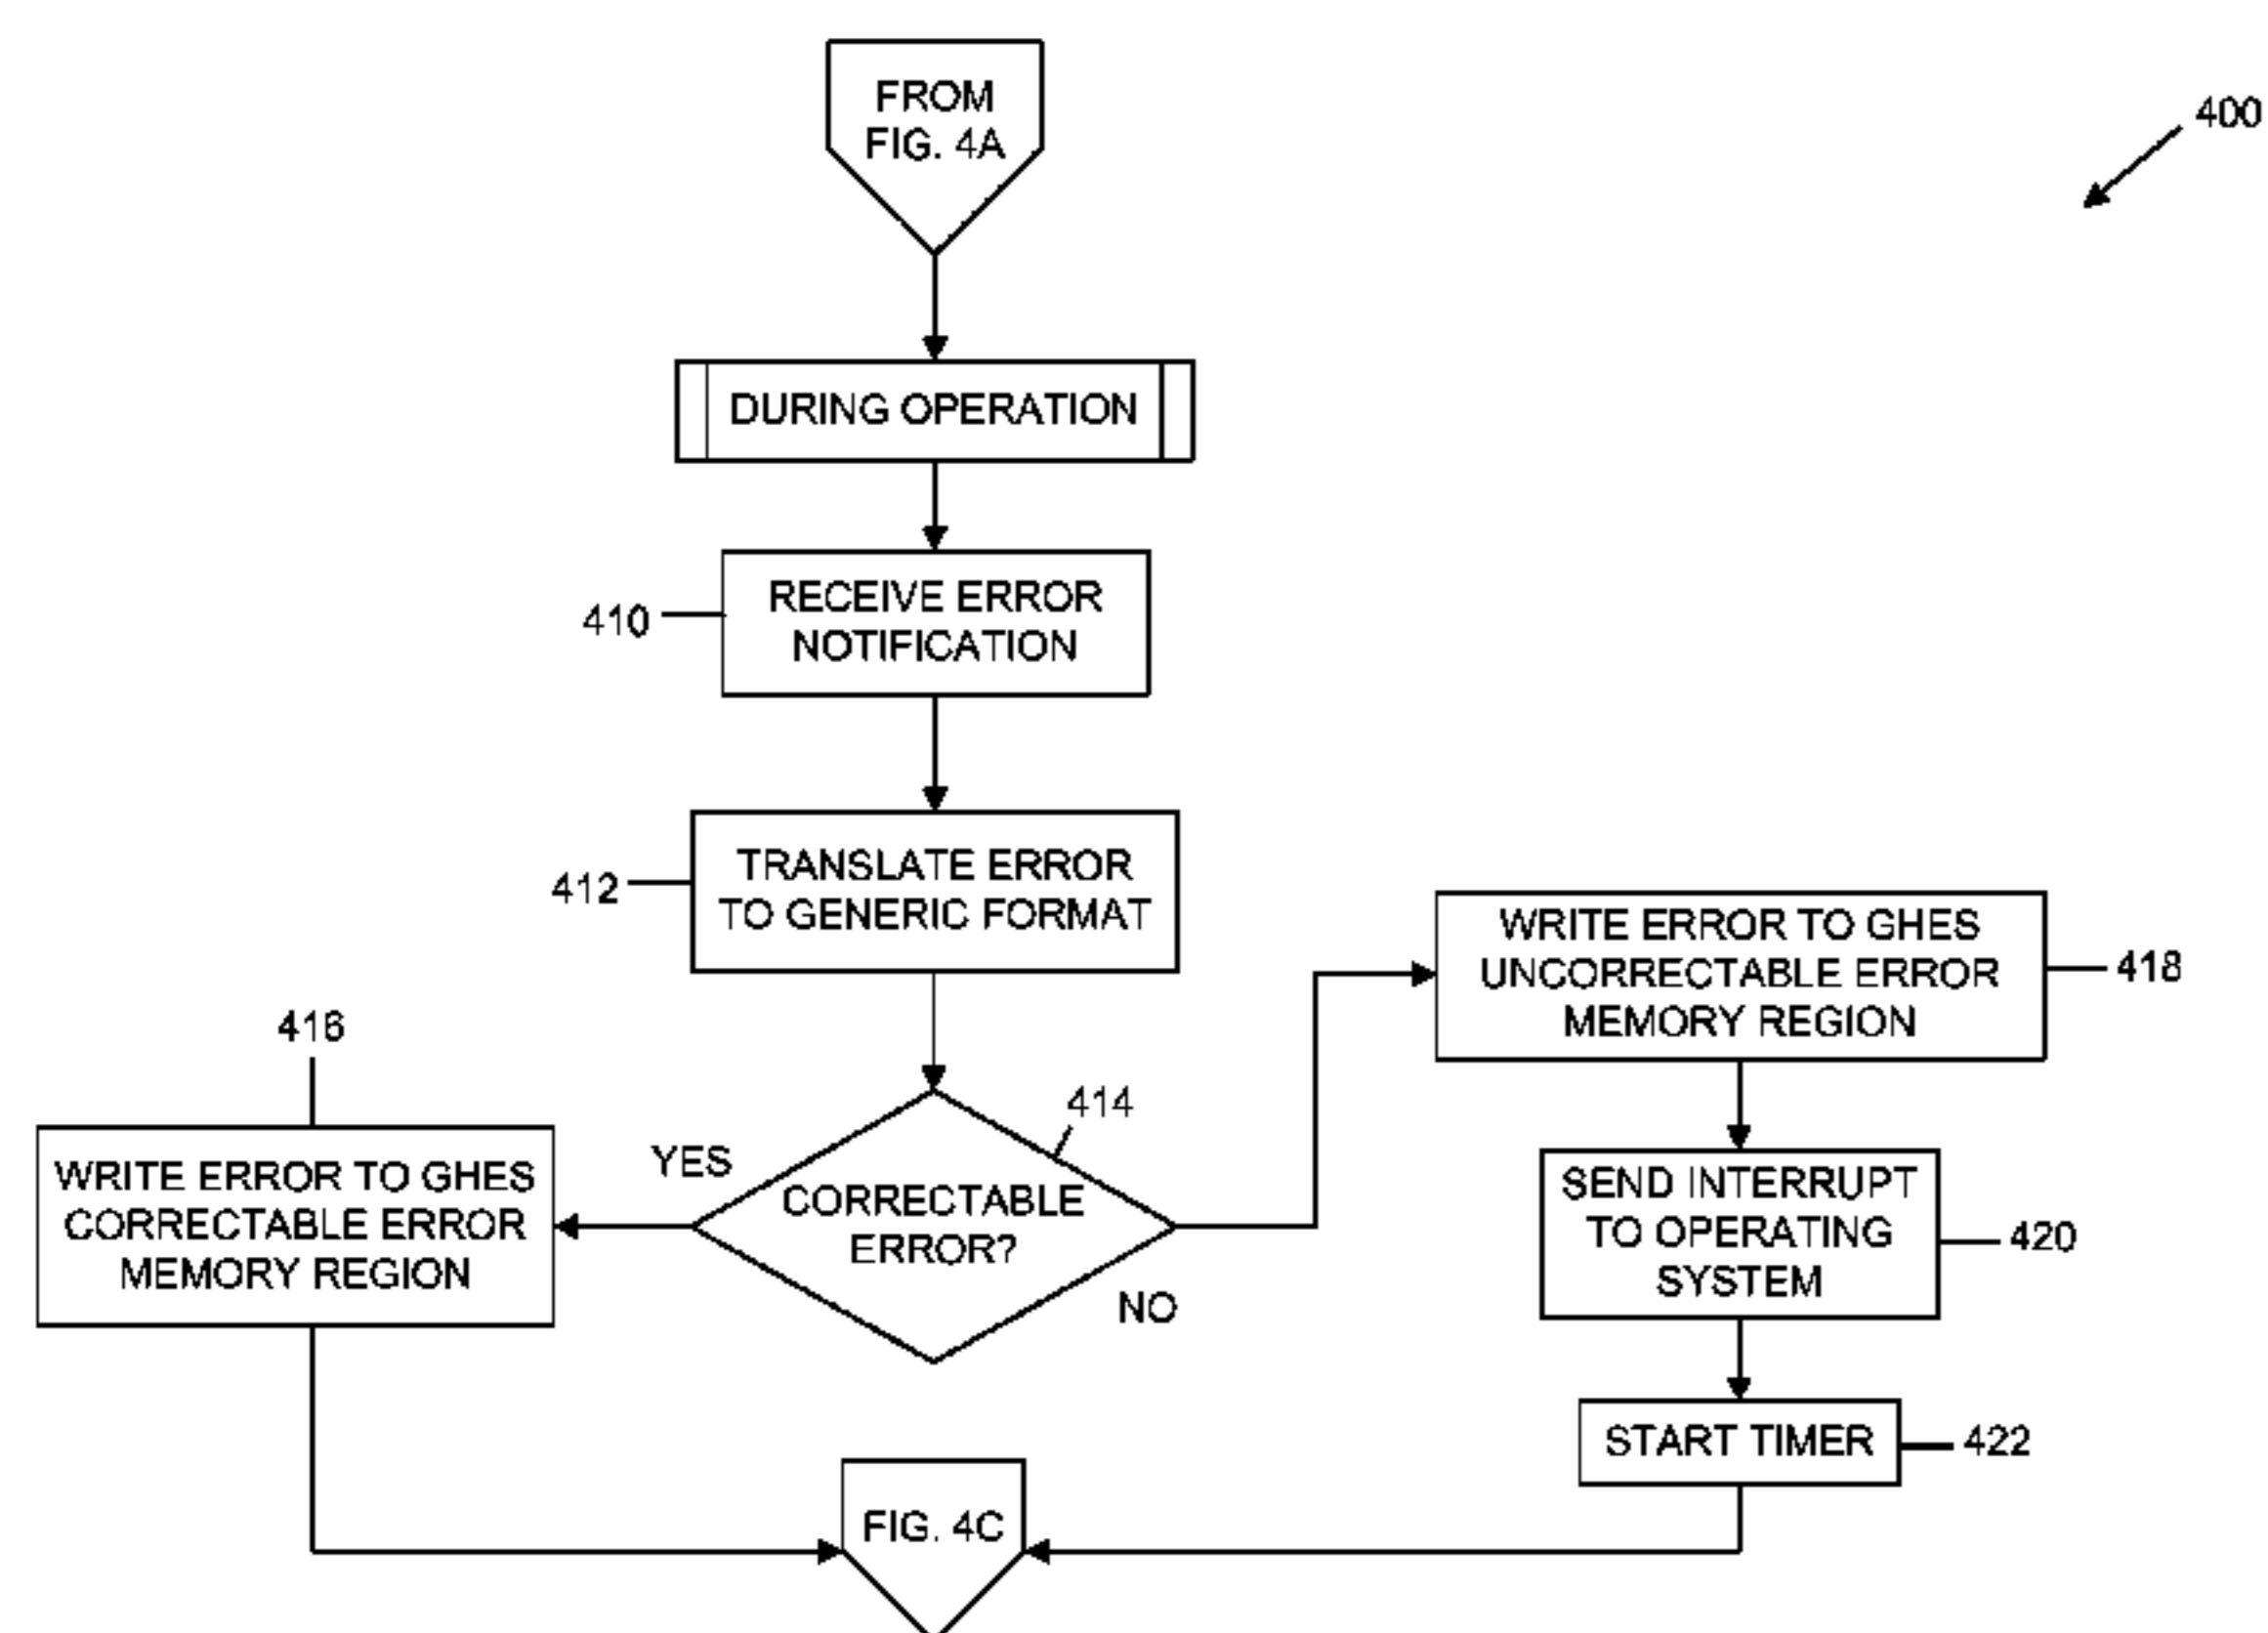 FROM
FIG. 4A
400
DURING OPERATION
410
RECEIVE ERROR
NOTIFICATION
412
TRANSLATE ERROR
TO GENERIC FORMAT
414
CORRECTABLE
ERROR?
YES
NO
416
WRITE ERROR TO GHES
CORRECTABLE ERROR
MEMORY REGION
WRITE ERROR TO GHES
UNCORRECTABLE ERROR
MEMORY REGION
418
SEND INTERRUPT
TO OPERATING
SYSTEM
420
START TIMER
422
FIG. 4C